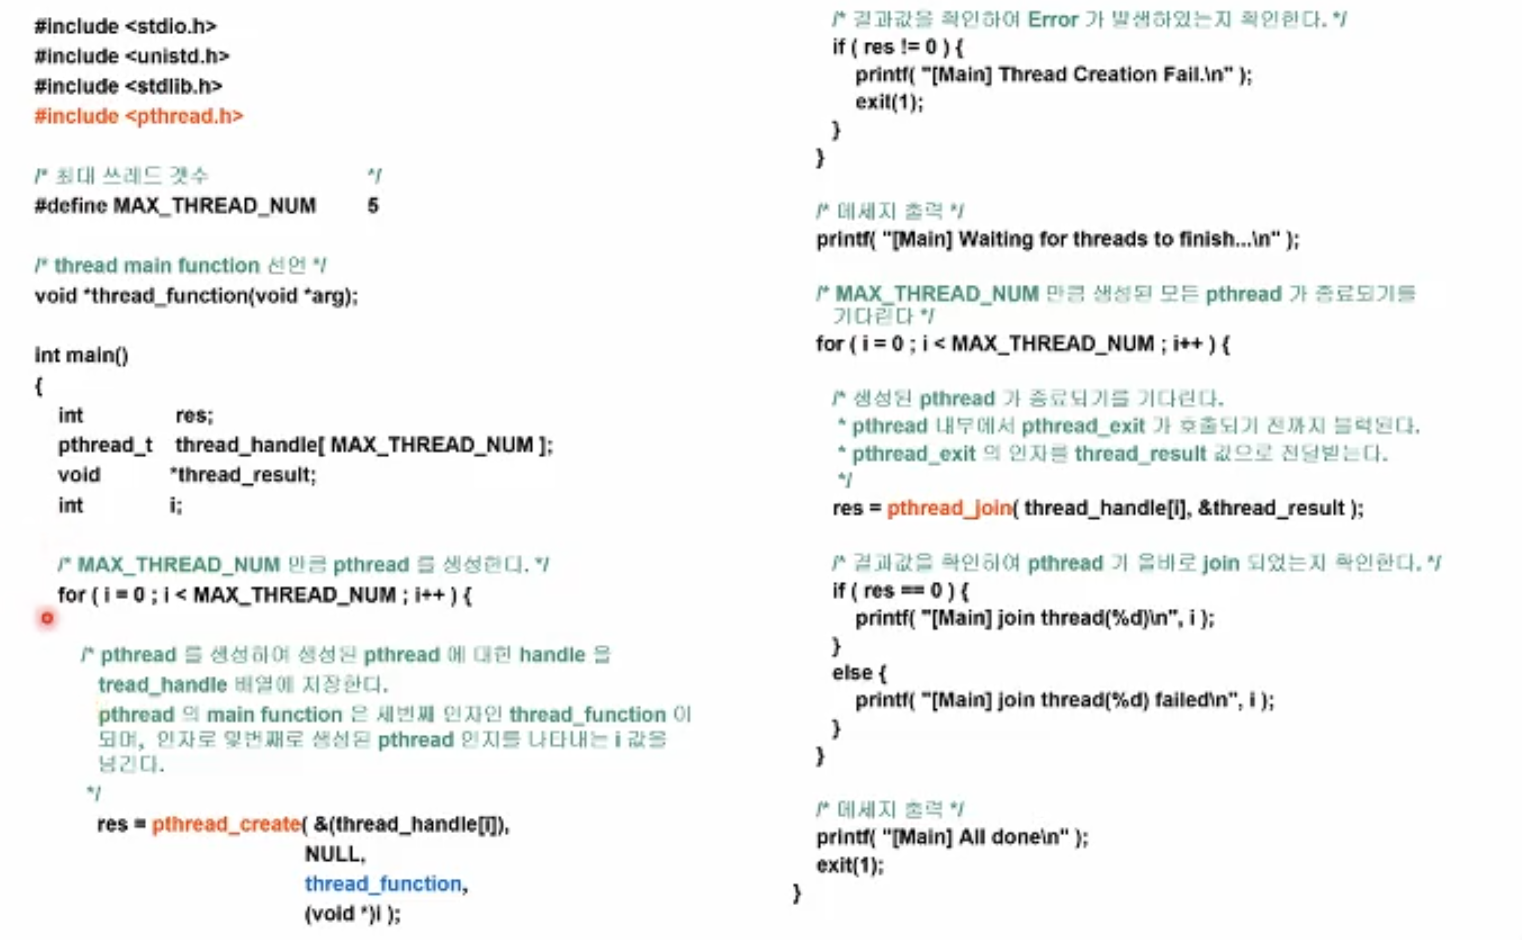 #include <stdio.h>
#include <unistd.h>
#include <stdlib.h>
#include <pthread.h>
/* 최대 쓰레드 갯수 */
#define MAX_THREAD_NUM 5
/* thread main function 선언 */
void *thread_function(void *arg);
int main()
{
int res;
pthread_t thread_handle[ MAX_THREAD_NUM ];
void *thread_result;
int i;
/* MAX_THREAD_NUM 만큼 pthread 를 생성한다. */
for ( i = 0 ; i < MAX_THREAD_NUM ; i++ ) {
/* pthread 를 생성하여 생성된 pthread 에 대한 handle 을
tread_handle 배열에 저장한다.
pthread 의 main function 은 세번째 인자인 thread_function 이
되며, 인자로 몇번째로 생성된 pthread 인지를 나타내는 i 값을
넘긴다.
*/
res = pthread_create( &(thread_handle[i]),
NULL,
thread_function,
(void *)i );
/* 결과값을 확인하여 Error 가 발생하였는지 확인한다. */
if ( res != 0 ) {
printf( "[Main] Thread Creation Fail.\n" );
exit(1);
}
}
/* 메세지 출력 */
printf( "[Main] Waiting for threads to finish...\n" );
/* MAX_THREAD_NUM 만큼 생성된 모든 pthread 가 종료되기를
기다린다 */
for ( i = 0 ; i < MAX_THREAD_NUM ; i++ ) {
/* 생성된 pthread 가 종료되기를 기다린다.
* pthread 내부에서 pthread_exit 가 호출되기 전까지 블럭된다.
* pthread_exit 의 인자를 thread_result 값으로 전달받는다.
*/
res = pthread_join( thread_handle[i], &thread_result );
/* 결과값을 확인하여 pthread 가 올바로 join 되었는지 확인한다. */
if ( res == 0 ) {
printf( "[Main] join thread(%d)\n", i );
}
else {
printf( "[Main] join thread(%d) failed\n", i );
}
}
/* 메세지 출력 */
printf( "[Main] All done\n" );
exit(1);
}